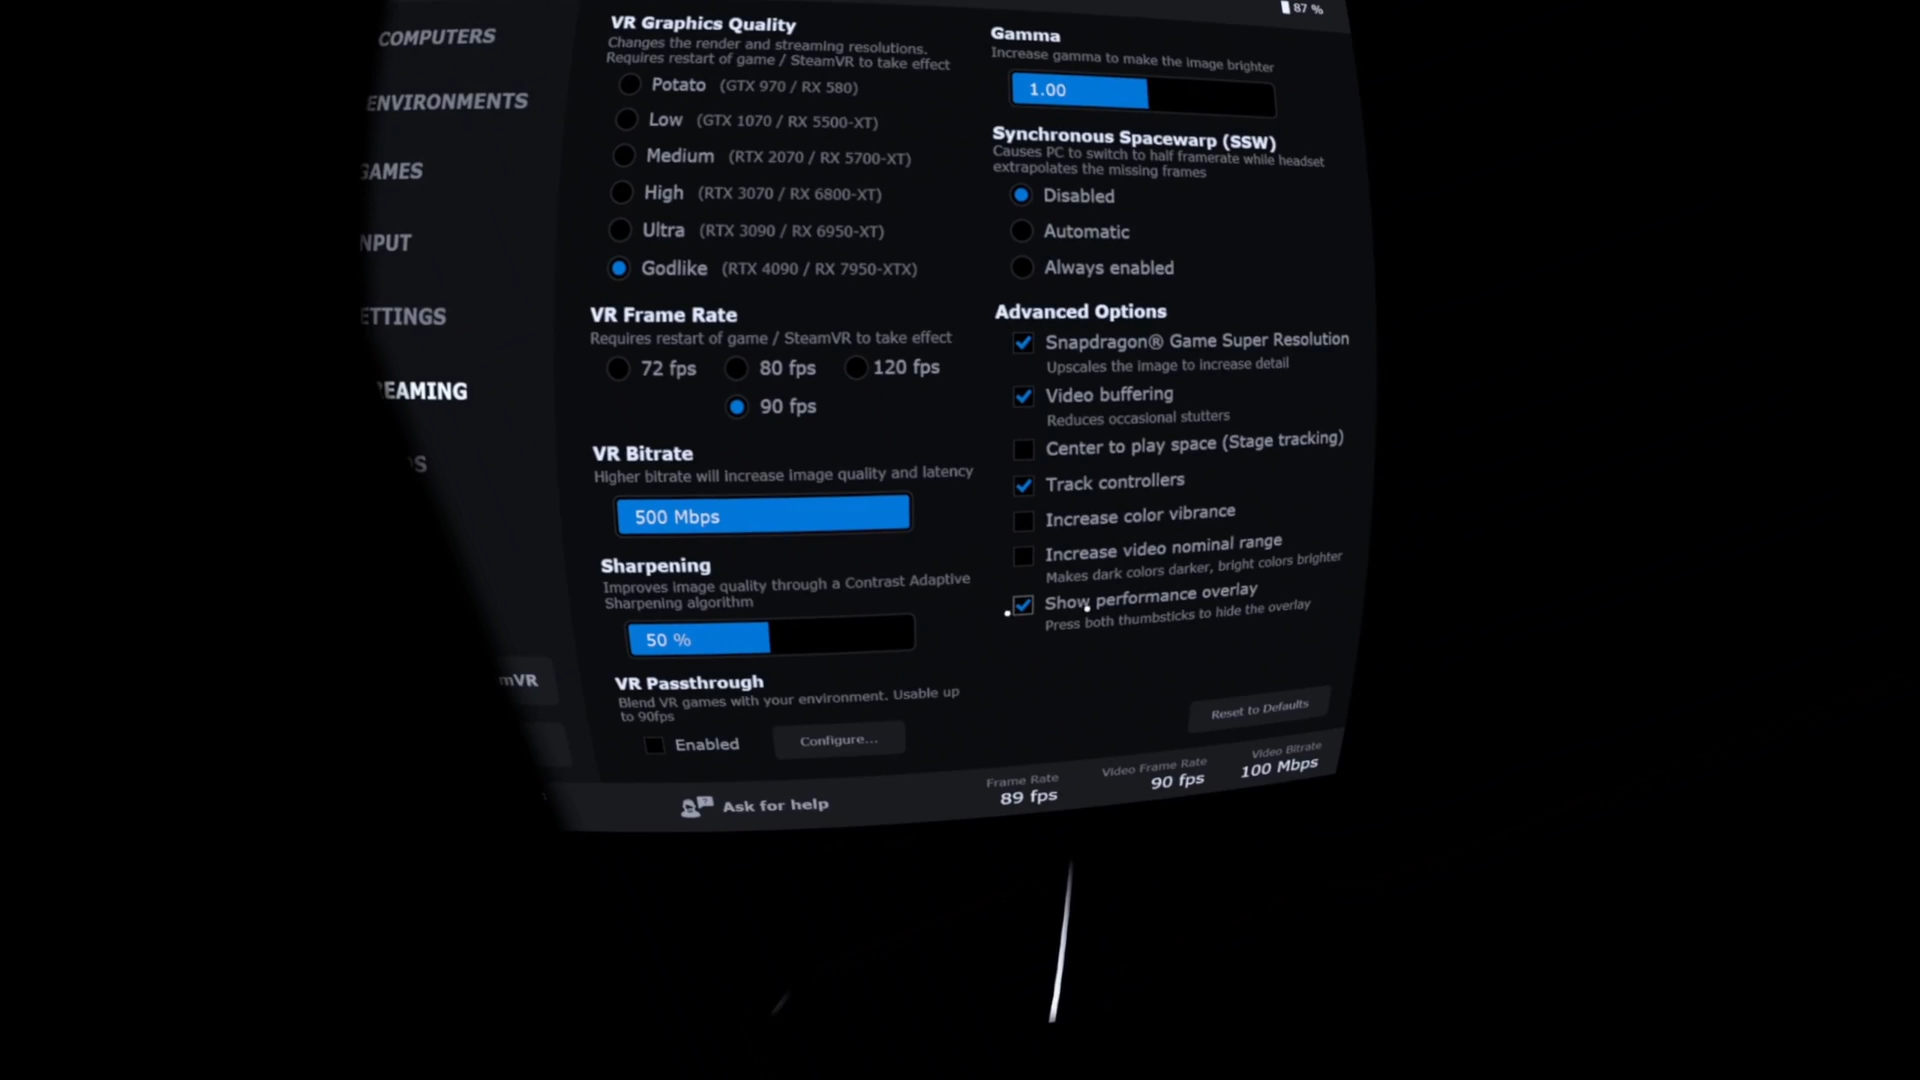 87 %
COMPUTERS
ENVIRONMENTS
GAMES
NPUT
ETTINGS
EAMING
mVR
VR Graphics Quality
Changes the render and streaming resolutions.
Requires restart of game / SteamVR to take effect
Potato (GTX 970 / RX 580)
Low (GTX 1070 / RX 5500-XT)
Medium (RTX 2070 / RX 5700-XT)
High (RTX 3070 / RX 6800-XT)
Ultra (RTX 3090 / RX 6950-XT)
Godlike (RTX 4090 / RX 7950-XTX)
VR Frame Rate
Requires restart of game / SteamVR to take effect
72 fps 80 fps 120 fps
90 fps
VR Bitrate
Higher bitrate will increase image quality and latency
500 Mbps
Sharpening
Improves image quality through a Contrast Adaptive
Sharpening algorithm
50 %
VR Passthrough
Blend VR games with your environment. Usable up
to 90fps
Enabled Configure...
Gamma
Increase gamma to make the image brighter
1.00
Synchronous Spacewarp (SSW)
Causes PC to switch to half framerate while headset
extrapolates the missing frames
Disabled
Automatic
Always enabled
Advanced Options
Snapdragon® Game Super Resolution
Upscales the image to increase detail
Video buffering
Reduces occasional stutters
Center to play space (Stage tracking)
Track controllers
Increase color vibrance
Increase video nominal range
Makes dark colors darker, bright colors brighter
Show performance overlay
Press both thumbsticks to hide the overlay
Reset to Defaults
Ask for help
Frame Rate
89 fps
Video Frame Rate
90 fps
Video Bitrate
100 Mbps